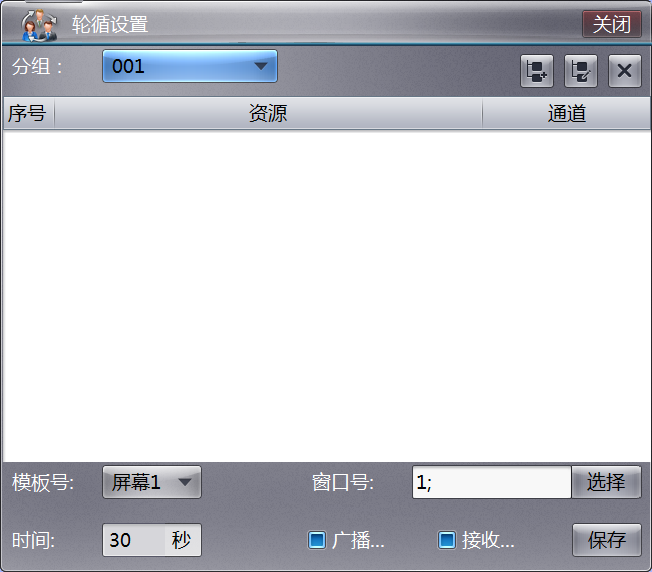 轮循设置 关闭
分组： 001
序号 资源 通道
模板号: 屏幕1 窗口号: 1; 选择
时间: 30 秒 广播... 接收... 保存